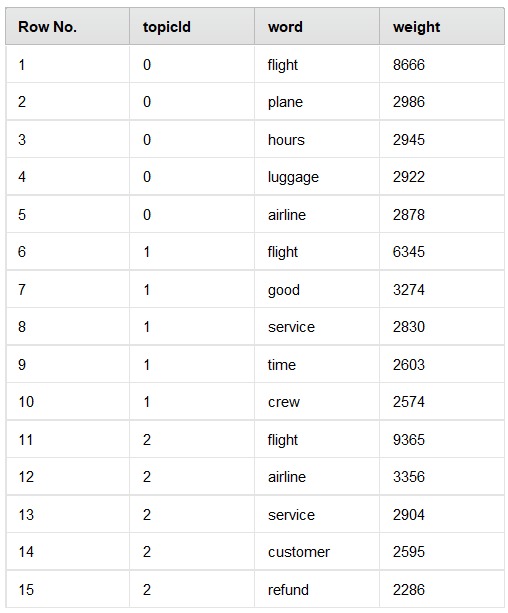 Row No. topicId word weight
1 0 flight 8666
2 0 plane 2986
3 0 hours 2945
4 0 luggage 2922
5 0 airline 2878
6 1 flight 6345
7 1 good 3274
8 1 service 2830
9 1 time 2603
10 1 crew 2574
11 2 flight 9365
12 2 airline 3356
13 2 service 2904
14 2 customer 2595
15 2 refund 2286